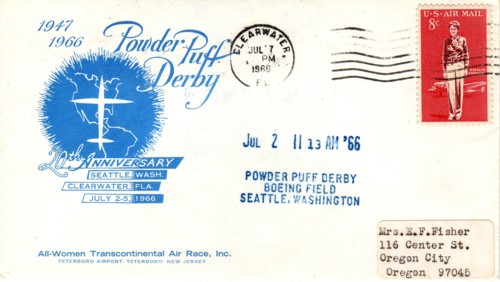 1947
1966
Powder Puff
Derby
20th ANNIVERSARY
SEATTLE, WASH.
CLEARWATER, FLA.
JULY 2-5, 1966
All-Women Transcontinental Air Race, Inc.
TETERBORO AIRPORT, TETERBORO, NEW JERSEY
CLEARWATER
JUL 7
PM
1966
FL
U·S·AIR MAIL
8¢
JUL 2 11 13 AM '66
POWDER PUFF DERBY
BOEING FIELD
SEATTLE, WASHINGTON
Mrs.E.F.Fisher
116 Center St.
Oregon City
Oregon 97045